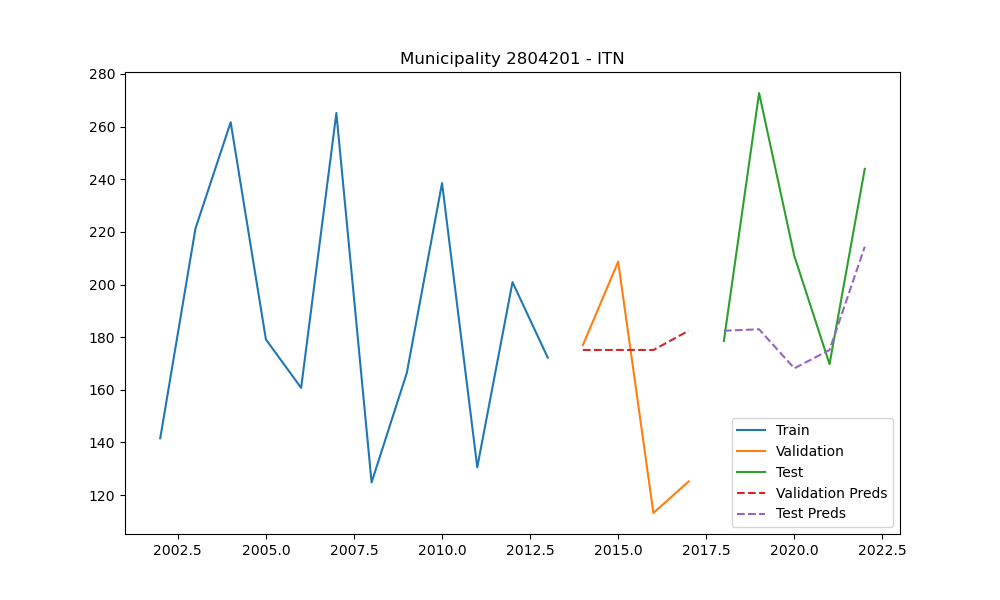 Municipality 2804201 - ITN
280
260
240
220
200
180
160
140
120
2002.5 2005.0 2007.5 2010.0 2012.5 2015.0 2017.5 2020.0 2022.5
Train
Validation
Test
Validation Preds
Test Preds